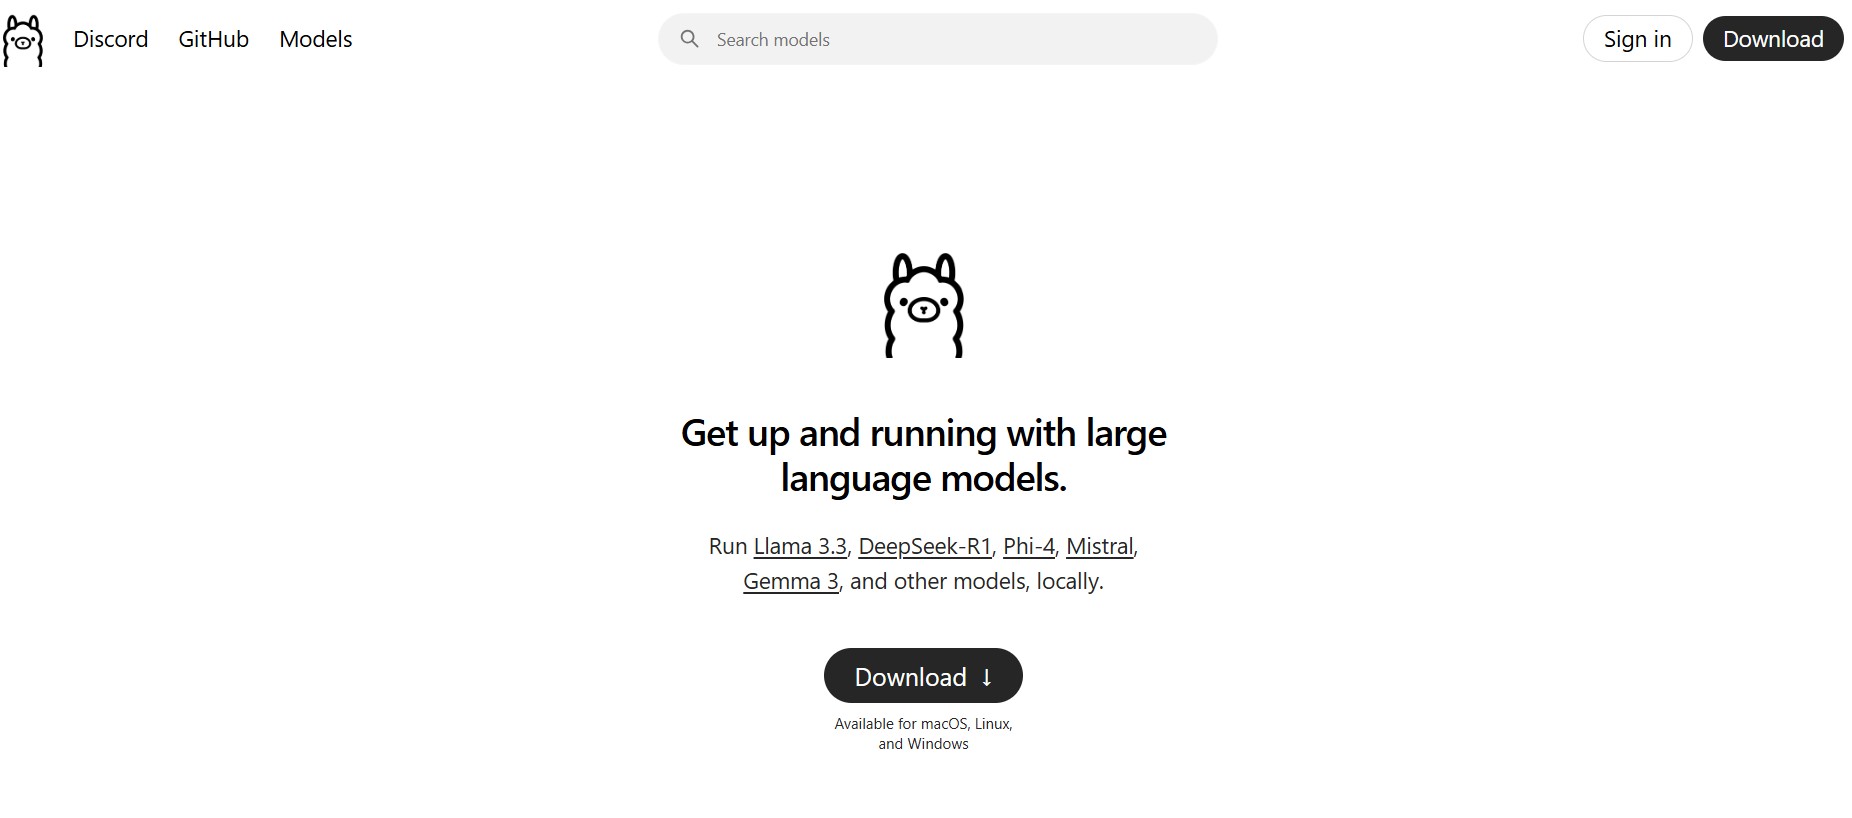 Discord GitHub Models Search models Sign in Download
Get up and running with large
language models.
Run Llama 3.3, DeepSeek-R1, Phi-4, Mistral,
Gemma 3, and other models, locally.
Download ↓
Available for macOS, Linux,
and Windows